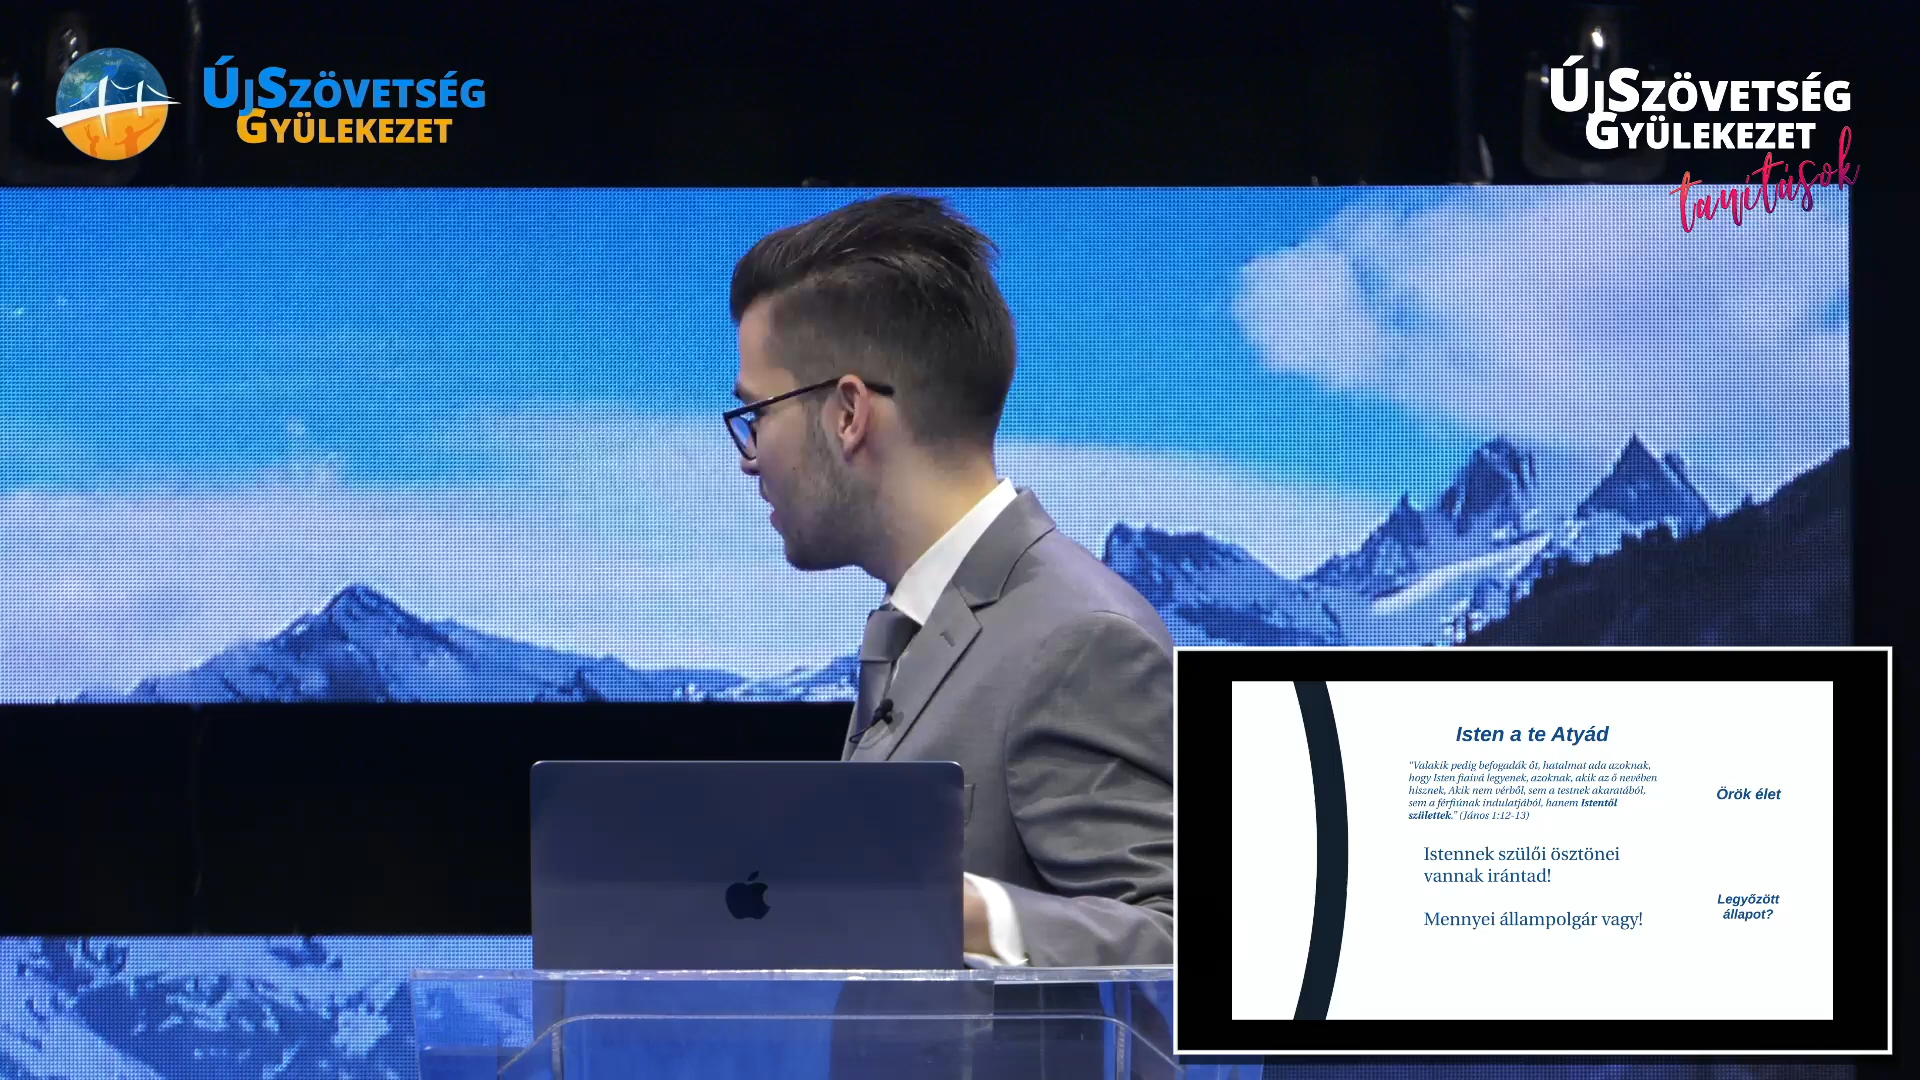 ÚjSzövetség
Gyülekezet
ÚjSzövetség
Gyülekezet
tanítások
Isten a te Atyád
"Valakik pedig befogadák őt, hatalmat ada azoknak,
hogy Isten fiaivá legyenek, azoknak, akik az ő nevében
hisznek, Akik nem vérből, sem a testnek akaratából,
sem a férfiúnak indulatjából, hanem Istentől
születtek." (János 1:12-13)
Örök élet
Istennek szülői ösztönei
vannak irántad!
Legyőzött
állapot?
Mennyei állampolgár vagy!